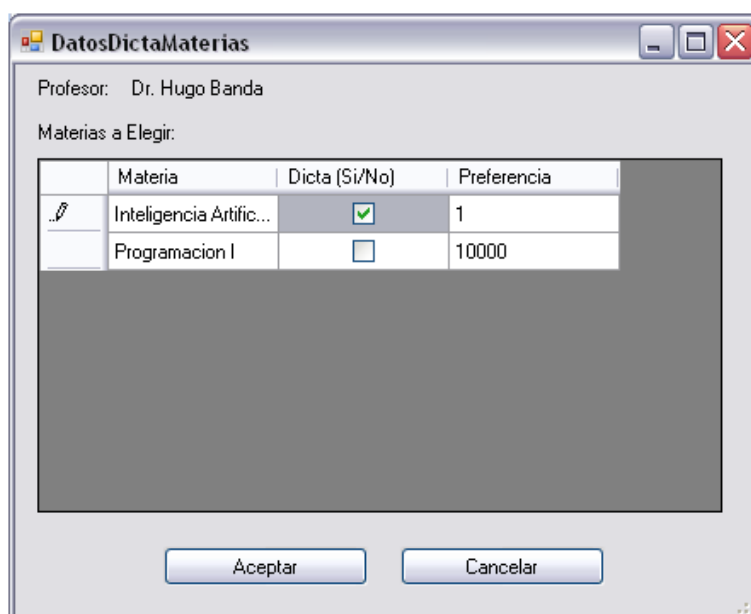 DatosDictaMaterias
Profesor: Dr. Hugo Banda
Materias a Elegir:
Materia Dicta (Si/No) Preferencia
Inteligencia Artific... 1
Programacion I 10000
Aceptar Cancelar